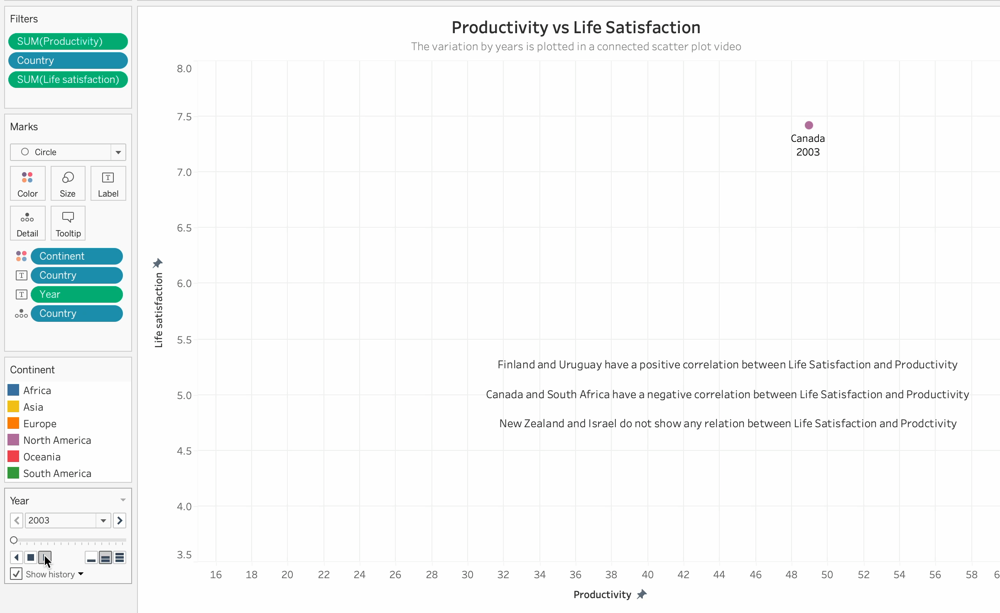 Filters
SUM(Productivity)
Country
SUM(Life satisfaction)
Marks
Circle
Color
Size
T
Label
Detail
Tooltip
Continent
T
Country
T
Year
Country
Continent
Africa
Asia
Europe
North America
Oceania
South America
Year
2003
Show history
Productivity vs Life Satisfaction
The variation by years is plotted in a connected scatter plot video
8.0
7.5
7.0
6.5
6.0
5.5
5.0
4.5
4.0
3.5
Life satisfaction
Canada
2003
Finland and Uruguay have a positive correlation between Life Satisfaction and Productivity
Canada and South Africa have a negative correlation between Life Satisfaction and Productivity
New Zealand and Israel do not show any relation between Life Satisfaction and Prodctivity
16 18 20 22 24 26 28 30 32 34 36 38 40 42 44 46 48 50 52 54 56 58
Productivity